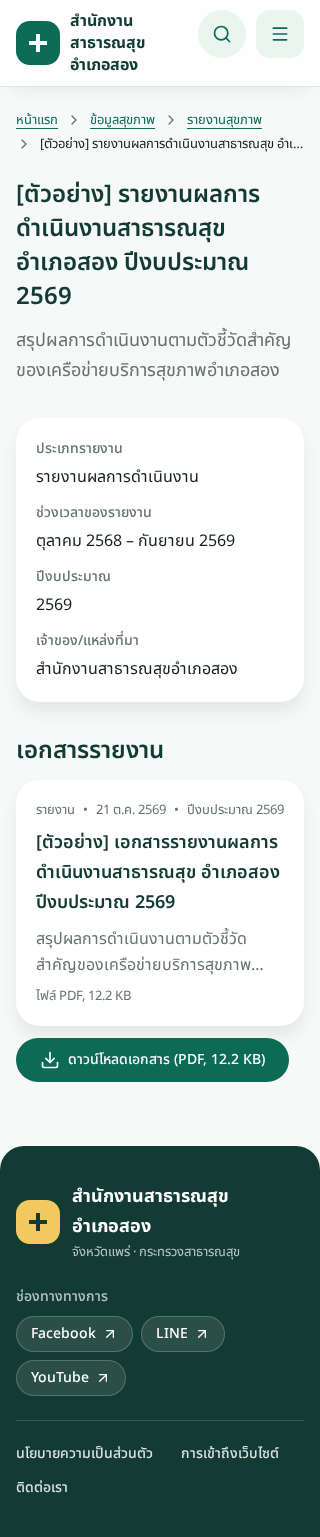 สำนักงาน
สาธารณสุข
อำเภอสอง
หน้าแรก
ข้อมูลสุขภาพ
รายงานสุขภาพ
[ตัวอย่าง] รายงานผลการดำเนินงานสาธารณสุข อำเ...
[ตัวอย่าง] รายงานผลการ
ดำเนินงานสาธารณสุข
อำเภอสอง ปีงบประมาณ
2569
สรุปผลการดำเนินงานตามตัวชี้วัดสำคัญ
ของเครือข่ายบริการสุขภาพอำเภอสอง
ประเภทรายงาน
รายงานผลการดำเนินงาน
ช่วงเวลาของรายงาน
ตุลาคม 2568 – กันยายน 2569
ปีงบประมาณ
2569
เจ้าของ/แหล่งที่มา
สำนักงานสาธารณสุขอำเภอสอง
เอกสารรายงาน
รายงาน • 21 ต.ค. 2569 • ปีงบประมาณ 2569
[ตัวอย่าง] เอกสารรายงานผลการ
ดำเนินงานสาธารณสุข อำเภอสอง
ปีงบประมาณ 2569
สรุปผลการดำเนินงานตามตัวชี้วัด
สำคัญของเครือข่ายบริการสุขภาพ...
ไฟล์ PDF, 12.2 KB
ดาวน์โหลดเอกสาร (PDF, 12.2 KB)
สำนักงานสาธารณสุข
อำเภอสอง
จังหวัดแพร่ · กระทรวงสาธารณสุข
ช่องทางทางการ
Facebook
LINE
YouTube
นโยบายความเป็นส่วนตัว
การเข้าถึงเว็บไซต์
ติดต่อเรา